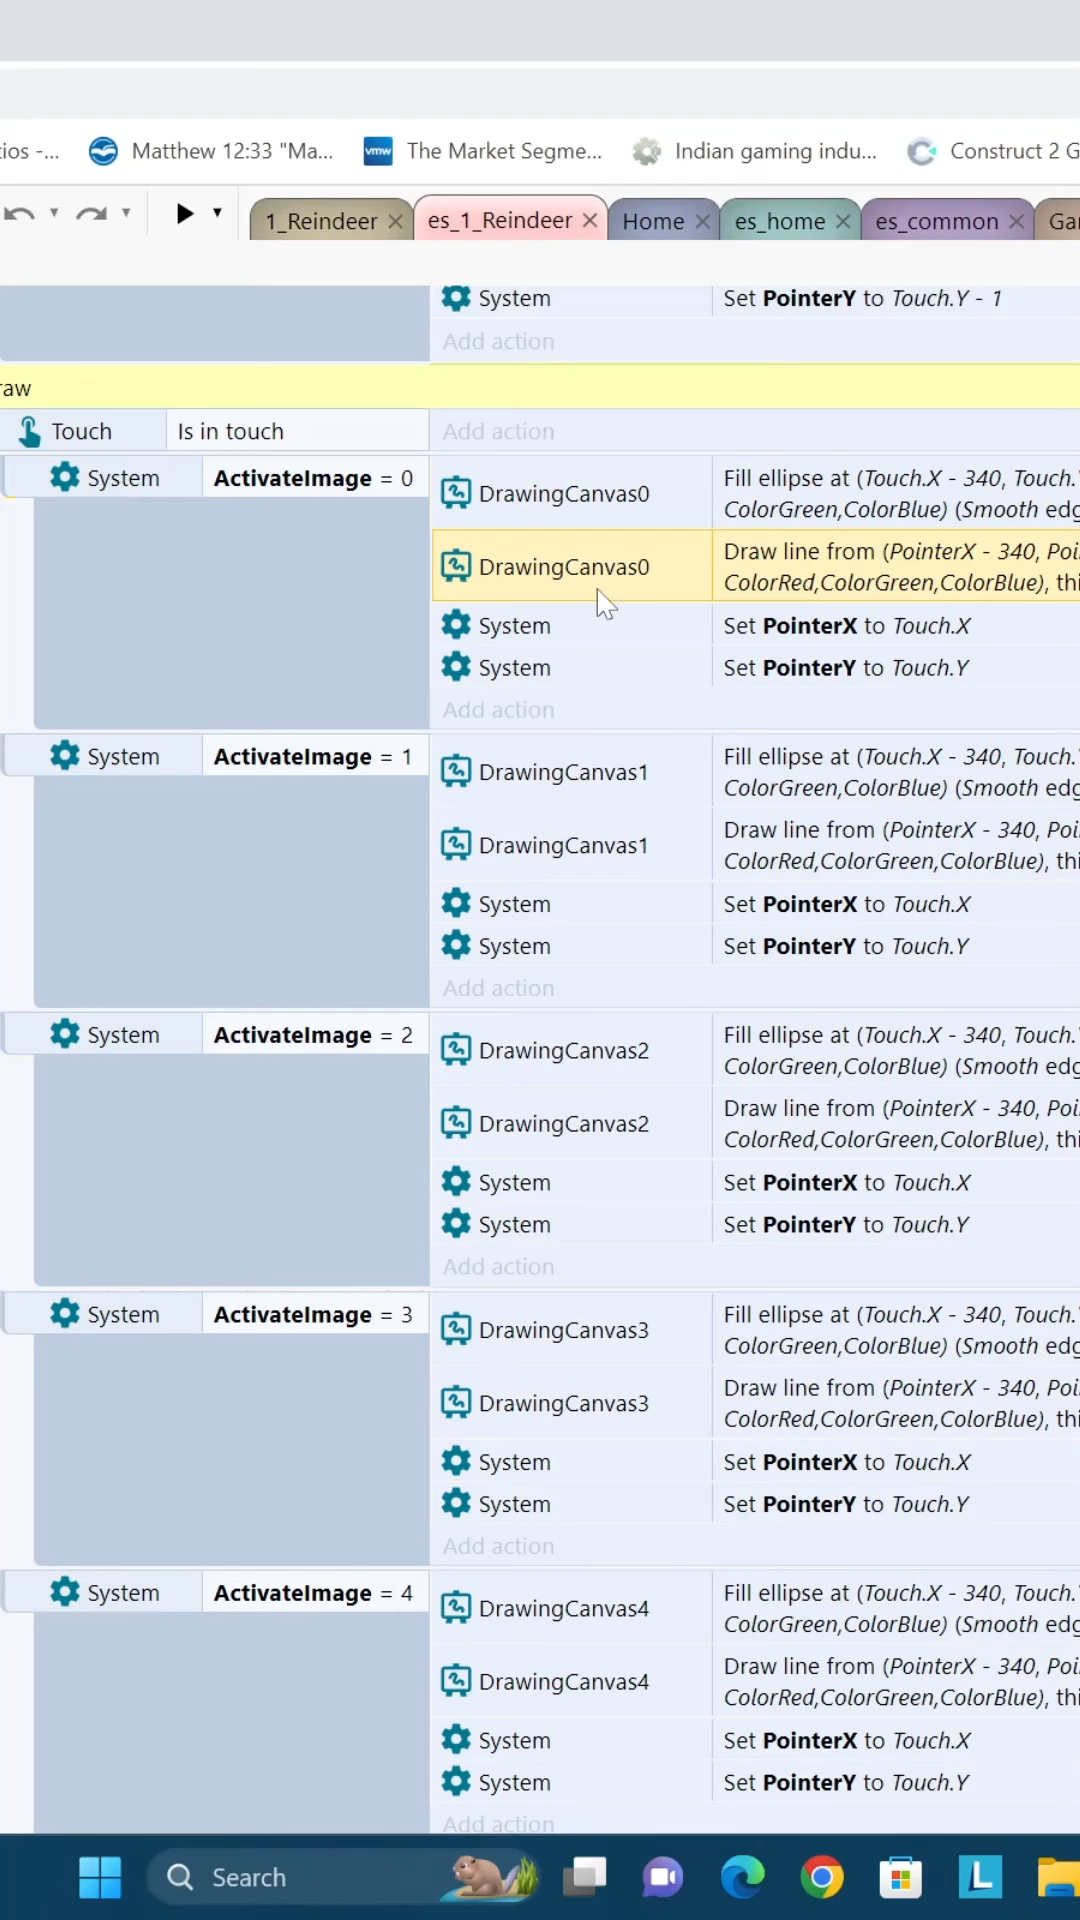 ios -...
Matthew 12:33 "Ma...
vmw
The Market Segme...
Indian gaming indu...
Construct 2 G
1_Reindeer
es_1_Reindeer
Home
es_home
es_common
Ga
System Set PointerY to Touch.Y - 1
Add action
raw
Touch Is in touch Add action
System ActivateImage = 0
DrawingCanvas0 Fill ellipse at (Touch.X - 340, Touch.
ColorGreen,ColorBlue) (Smooth edg
DrawingCanvas0 Draw line from (PointerX - 340, Poi
ColorRed,ColorGreen,ColorBlue), thi
System Set PointerX to Touch.X
System Set PointerY to Touch.Y
Add action
System ActivateImage = 1
DrawingCanvas1 Fill ellipse at (Touch.X - 340, Touch.
ColorGreen,ColorBlue) (Smooth edg
DrawingCanvas1 Draw line from (PointerX - 340, Poi
ColorRed,ColorGreen,ColorBlue), thi
System Set PointerX to Touch.X
System Set PointerY to Touch.Y
Add action
System ActivateImage = 2
DrawingCanvas2 Fill ellipse at (Touch.X - 340, Touch.
ColorGreen,ColorBlue) (Smooth edg
DrawingCanvas2 Draw line from (PointerX - 340, Poi
ColorRed,ColorGreen,ColorBlue), thi
System Set PointerX to Touch.X
System Set PointerY to Touch.Y
Add action
System ActivateImage = 3
DrawingCanvas3 Fill ellipse at (Touch.X - 340, Touch.
ColorGreen,ColorBlue) (Smooth edg
DrawingCanvas3 Draw line from (PointerX - 340, Poi
ColorRed,ColorGreen,ColorBlue), thi
System Set PointerX to Touch.X
System Set PointerY to Touch.Y
Add action
System ActivateImage = 4
DrawingCanvas4 Fill ellipse at (Touch.X - 340, Touch.
ColorGreen,ColorBlue) (Smooth edg
DrawingCanvas4 Draw line from (PointerX - 340, Poi
ColorRed,ColorGreen,ColorBlue), thi
System Set PointerX to Touch.X
System Set PointerY to Touch.Y
Add action
Search
L